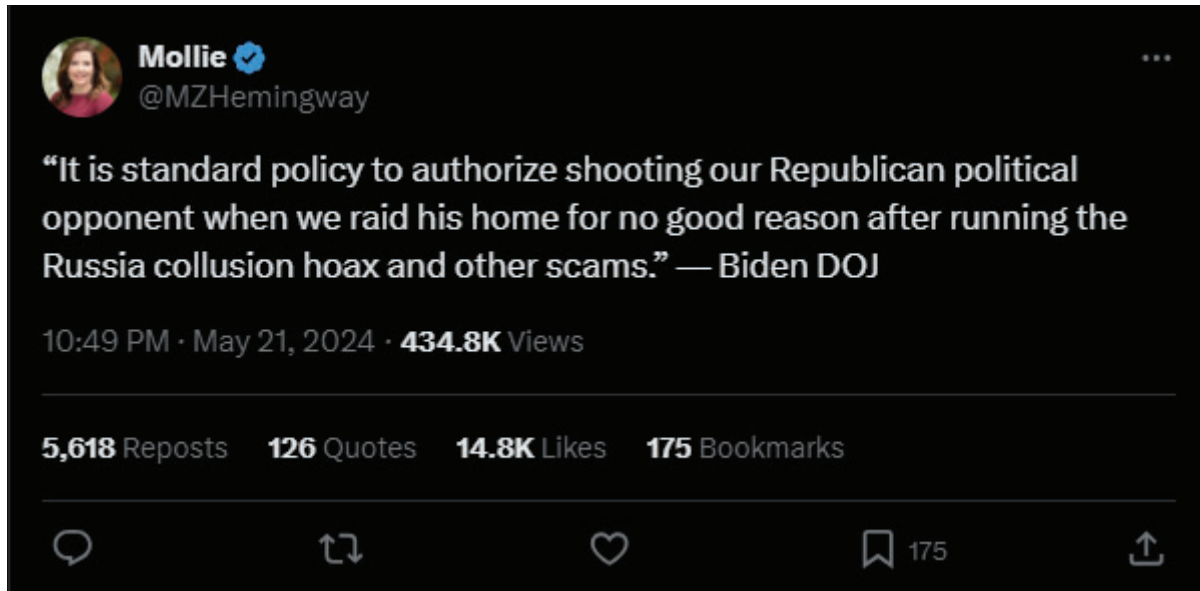 Mollie
@MZHemingway
“It is standard policy to authorize shooting our Republican political
opponent when we raid his home for no good reason after running the
Russia collusion hoax and other scams.” — Biden DOJ
10:49 PM · May 21, 2024 · 434.8K Views
5,618 Reposts 126 Quotes 14.8K Likes 175 Bookmarks
175